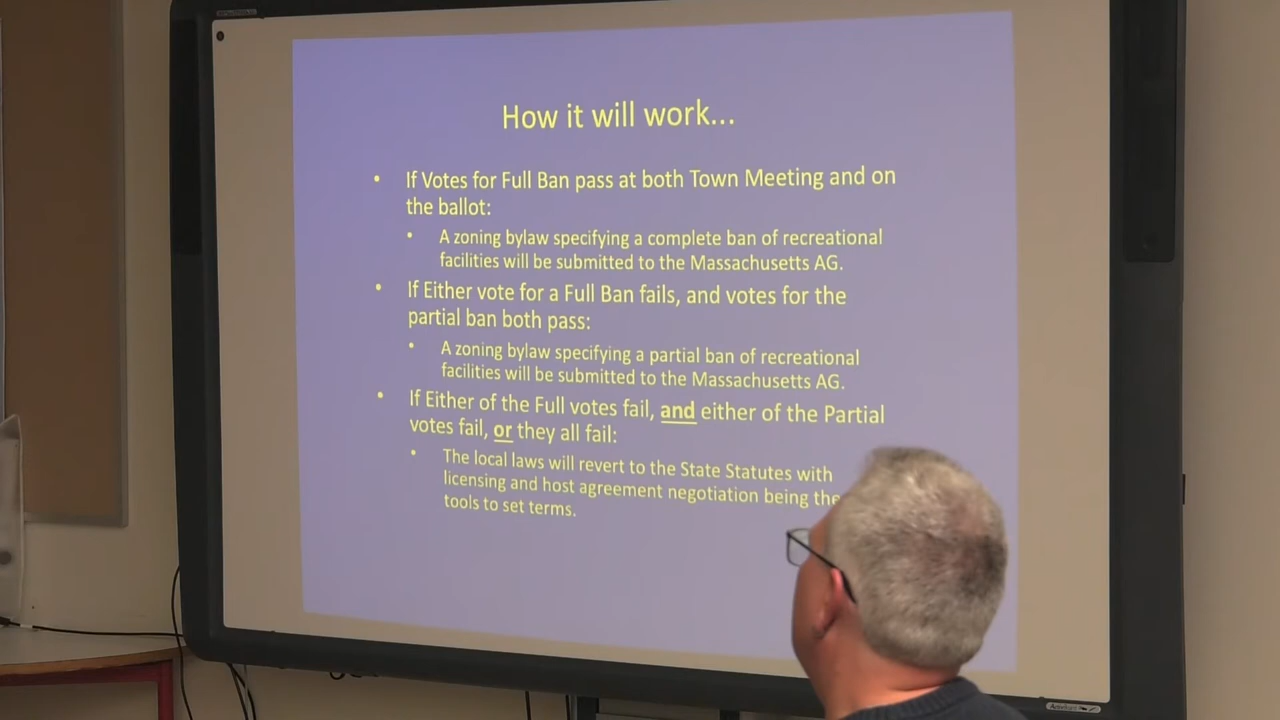 How it will work...
• If Votes for Full Ban pass at both Town Meeting and on
the ballot:
• A zoning bylaw specifying a complete ban of recreational
facilities will be submitted to the Massachusetts AG.
• If Either vote for a Full Ban fails, and votes for the
partial ban both pass:
• A zoning bylaw specifying a partial ban of recreational
facilities will be submitted to the Massachusetts AG.
• If Either of the Full votes fail, and either of the Partial
votes fail, or they all fail:
• The local laws will revert to the State Statutes with
licensing and host agreement negotiation being the
tools to set terms.